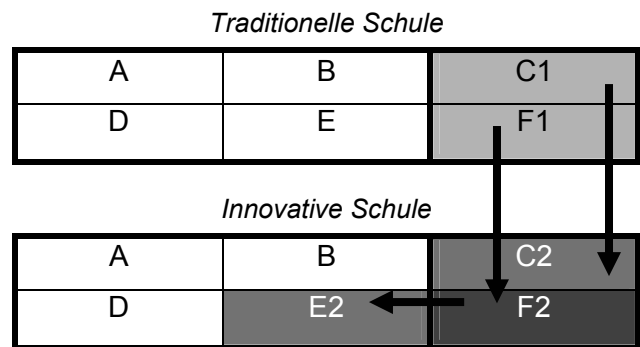 Traditionelle Schule
A B C1
D E F1
Innovative Schule
A B C2
D E2 F2